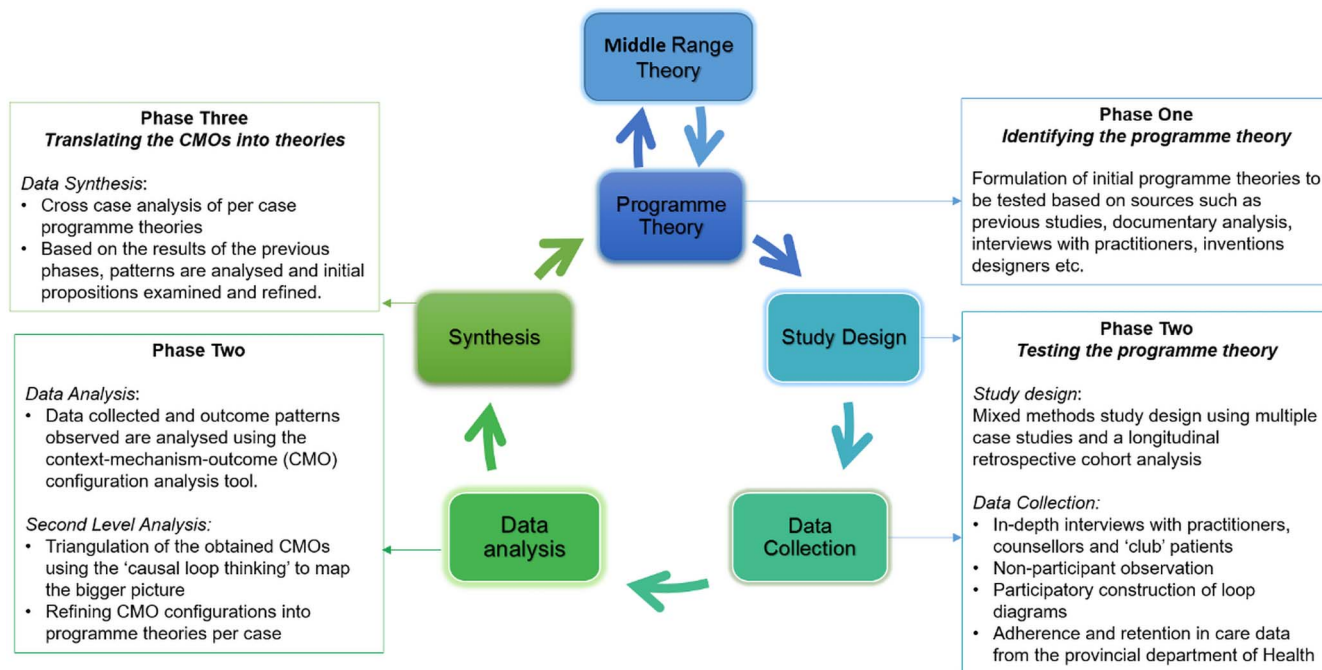 Middle Range
Theory
Phase Three
Translating the CMOs into theories
Data Synthesis:
• Cross case analysis of per case
programme theories
• Based on the results of the previous
phases, patterns are analysed and initial
propositions examined and refined.
Phase One
Identifying the programme theory
Formulation of initial programme theories to
be tested based on sources such as
previous studies, documentary analysis,
interviews with practitioners, inventions
designers etc.
Programme
Theory
Synthesis
Study Design
Phase Two
Data Analysis:
• Data collected and outcome patterns
observed are analysed using the
context-mechanism-outcome (CMO)
configuration analysis tool.
Second Level Analysis:
• Triangulation of the obtained CMOs
using the ‘causal loop thinking’ to map
the bigger picture
• Refining CMO configurations into
programme theories per case
Phase Two
Testing the programme theory
Study design:
Mixed methods study design using multiple
case studies and a longitudinal
retrospective cohort analysis
Data Collection:
• In-depth interviews with practitioners,
counsellors and ‘club’ patients
• Non-participant observation
• Participatory construction of loop
diagrams
• Adherence and retention in care data
from the provincial department of Health
Data
analysis
Data
Collection